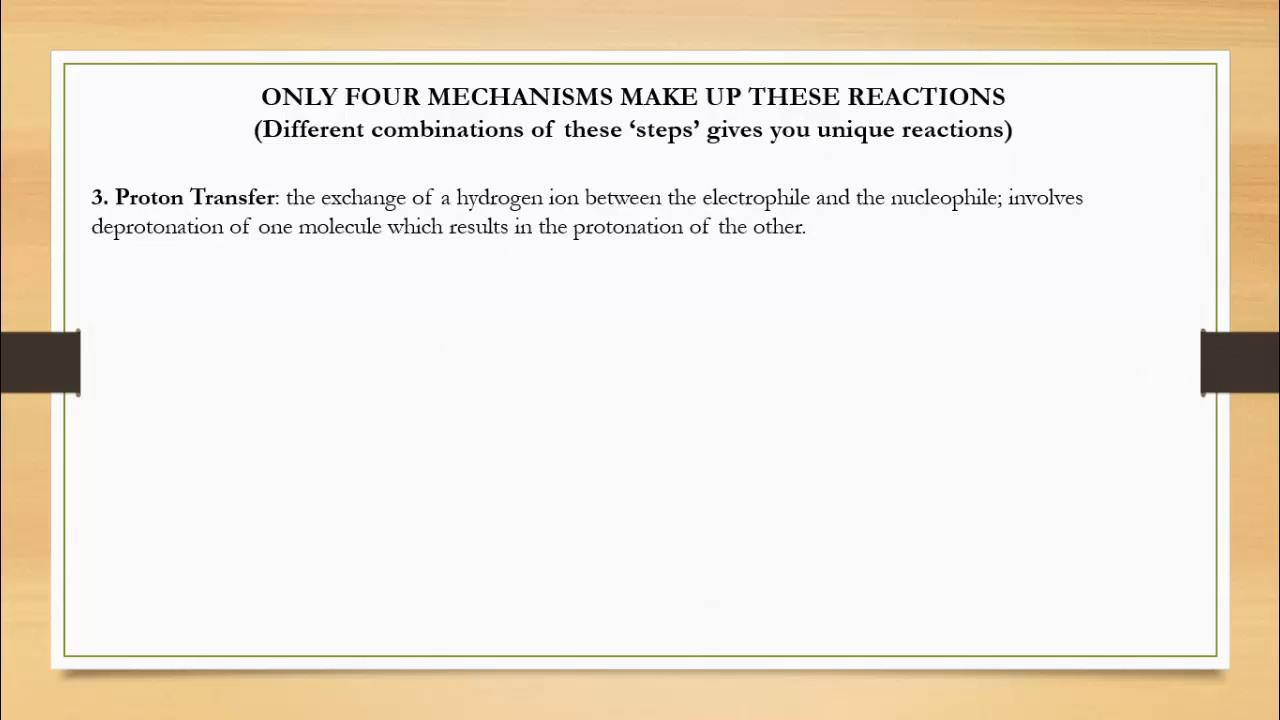 ONLY FOUR MECHANISMS MAKE UP THESE REACTIONS
(Different combinations of these ‘steps’ gives you unique reactions)
3. Proton Transfer: the exchange of a hydrogen ion between the electrophile and the nucleophile; involves
deprotonation of one molecule which results in the protonation of the other.